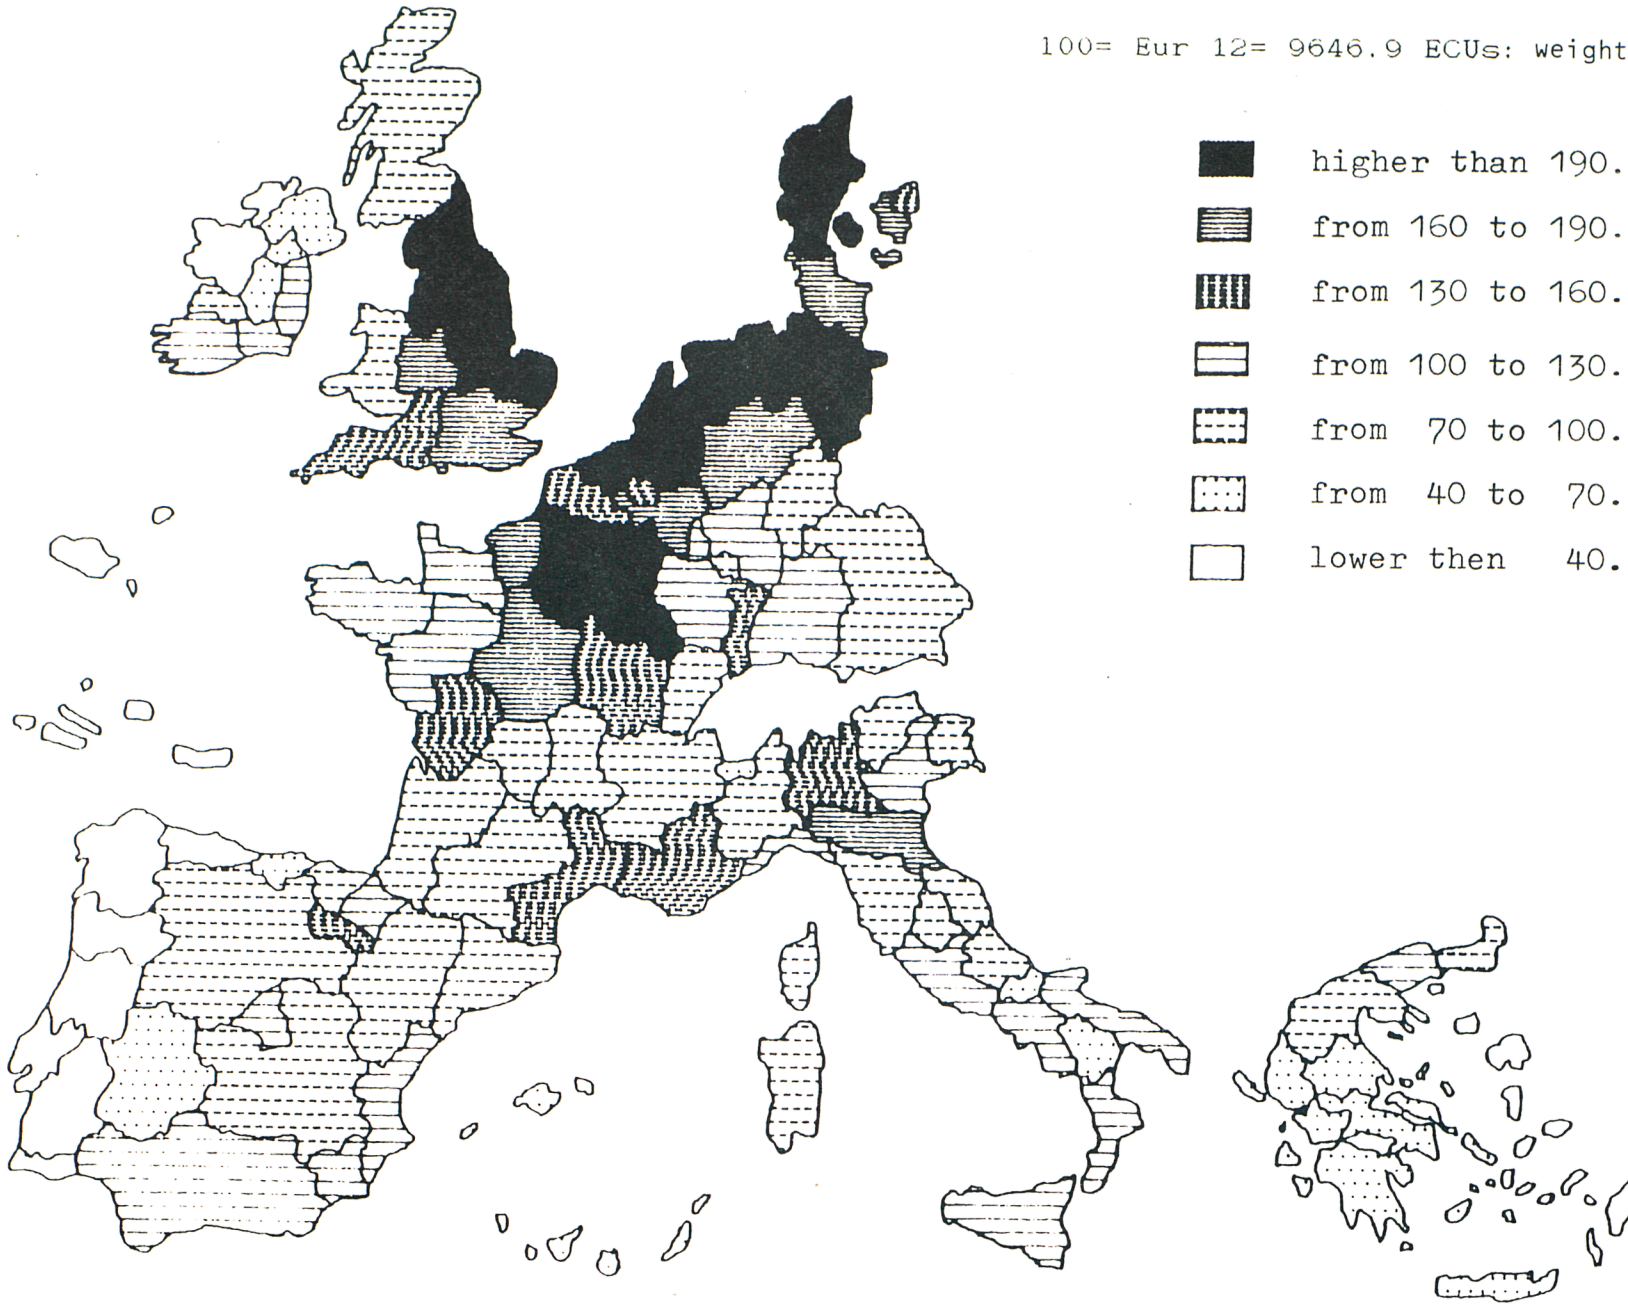 100= Eur 12= 9646.9 ECUs: weight
higher than 190.
from 160 to 190.
from 130 to 160.
from 100 to 130.
from 70 to 100.
from 40 to 70.
lower then 40.